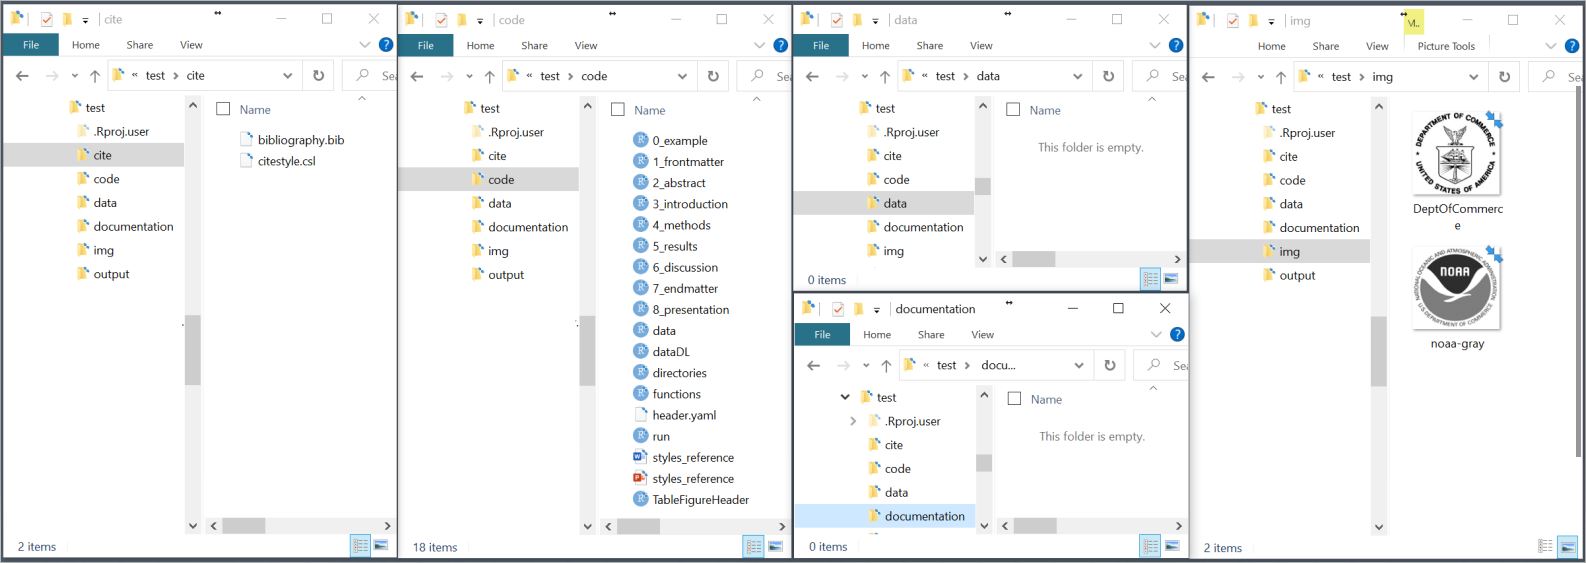 cite
File Home Share View
« test › cite
Sea
test
.Rproj.user
cite
code
data
documentation
img
output
Name
bibliography.bib
citestyle.csl
2 items
code
File Home Share View
« test › code
Sea
test
.Rproj.user
cite
code
data
documentation
img
output
Name
0_example
1_frontmatter
2_abstract
3_introduction
4_methods
5_results
6_discussion
7_endmatter
8_presentation
data
dataDL
directories
functions
header.yaml
run
styles_reference
styles_reference
TableFigureHeader
18 items
data
File Home Share View
« test › data
Se
test
.Rproj.user
cite
code
data
documentation
img
Name
This folder is empty.
0 items
documentation
File Home Share View
« test › docu...
Sea
test
.Rproj.user
cite
code
data
documentation
Name
This folder is empty.
0 items
img
Home Share View Picture Tools
« test › img
Se
test
.Rproj.user
cite
code
data
documentation
img
output
DEPARTMENT OF COMMERCE
UNITED STATES OF AMERICA
DeptOfCommerc
e
NATIONAL OCEANIC AND ATMOSPHERIC ADMINISTRATION
NOAA
U.S. DEPARTMENT OF COMMERCE
noaa-gray
2 items